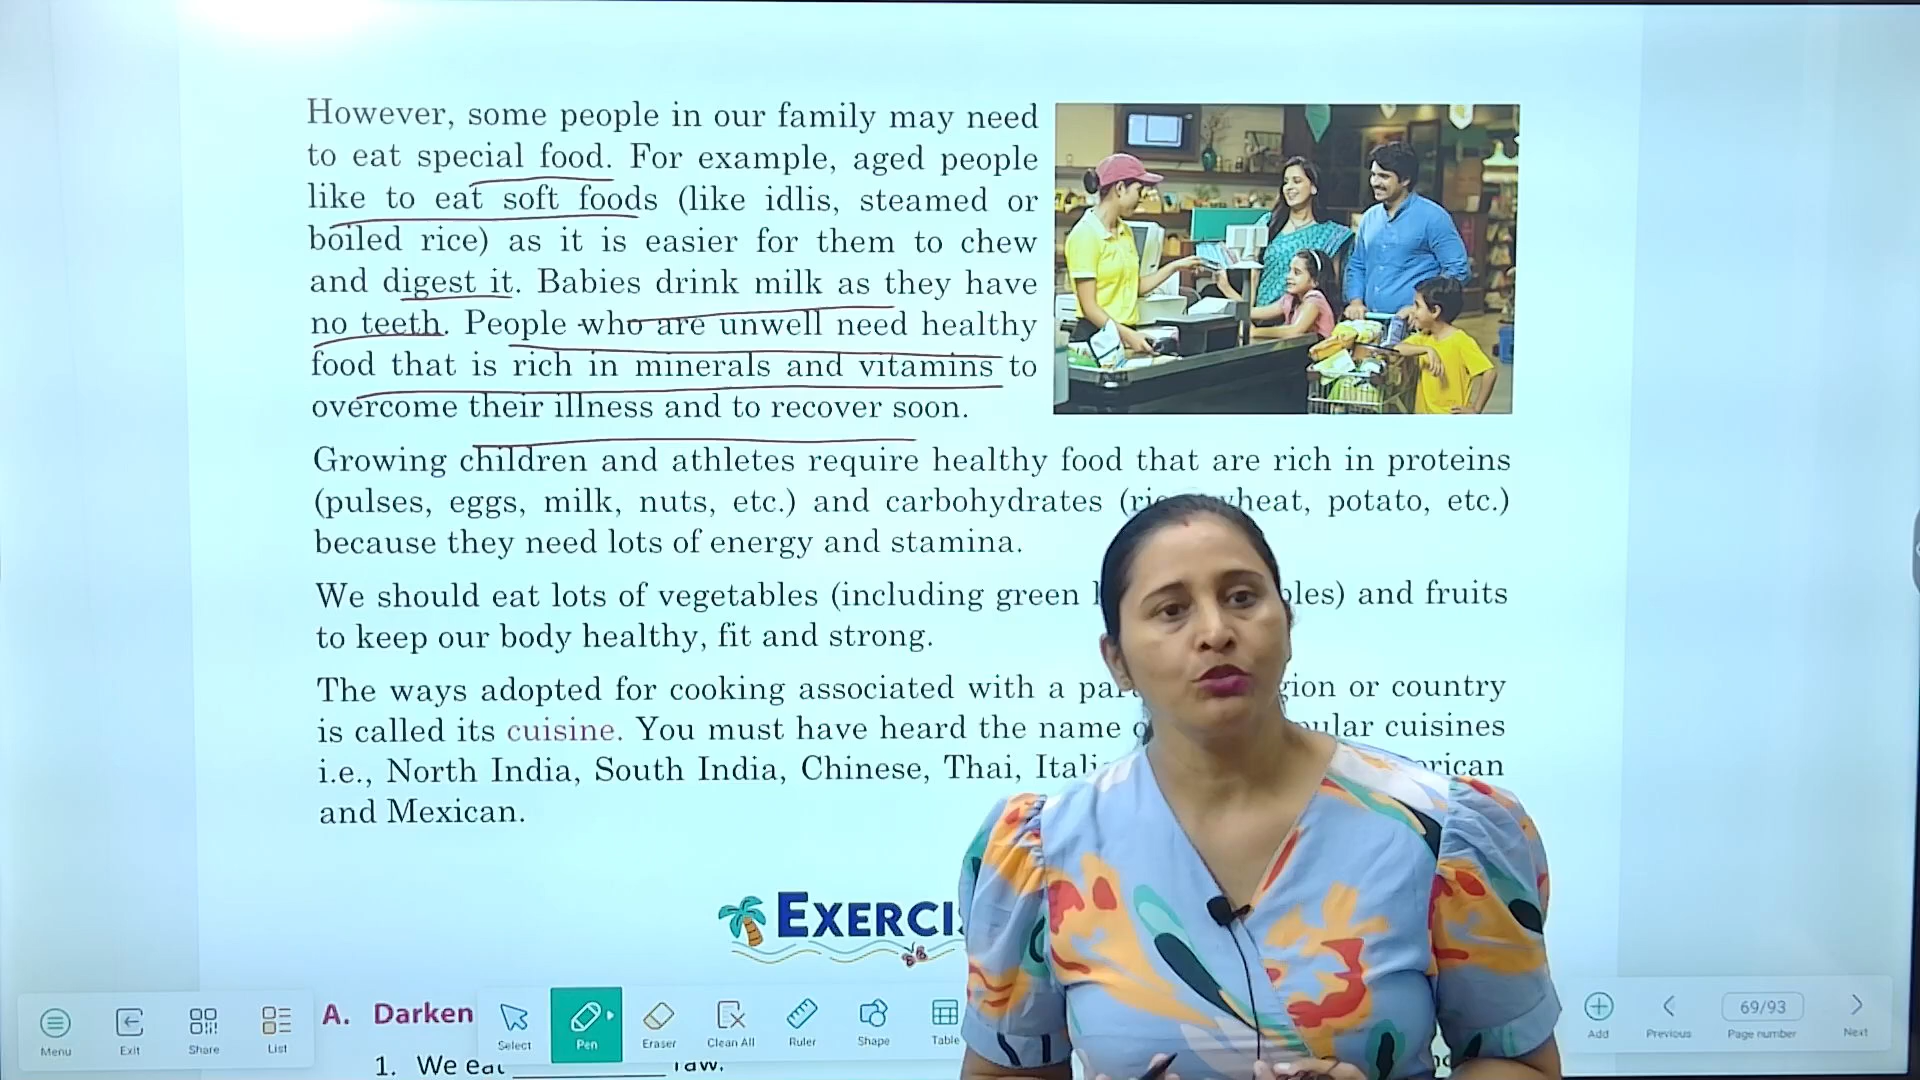 However, some people in our family may need
to eat special food. For example, aged people
like to eat soft foods (like idlis, steamed or
boiled rice) as it is easier for them to chew
and digest it. Babies drink milk as they have
no teeth. People who are unwell need healthy
food that is rich in minerals and vitamins to
overcome their illness and to recover soon.
Growing children and athletes require healthy food that are rich in proteins
(pulses, eggs, milk, nuts, etc.) and carbohydrates wheat, potato, etc.)
because they need lots of energy and stamina.
We should eat lots of vegetables (including green and fruits
to keep our body healthy, fit and strong.
The ways adopted for cooking associated with a or country
is called its cuisine. You must have heard the name cuisines
i.e., North India, South India, Chinese, Thai,
and Mexican.
A. Darken
1. We
Menu
Exit
Share
List
Select
Pen
Eraser
Clean All
Ruler
Shape
Table
Add
Previous
69/93
Page number
Next